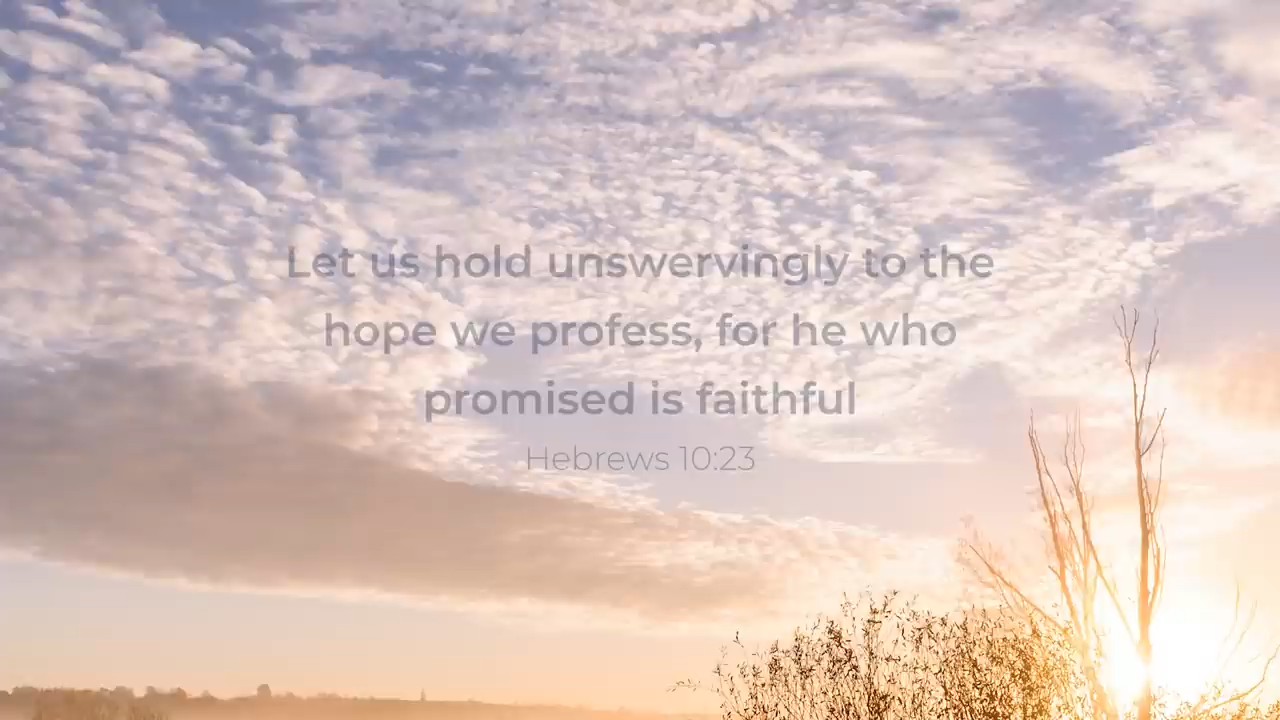 Let us hold unswervingly to the
hope we profess, for he who
promised is faithful
Hebrews 10:23